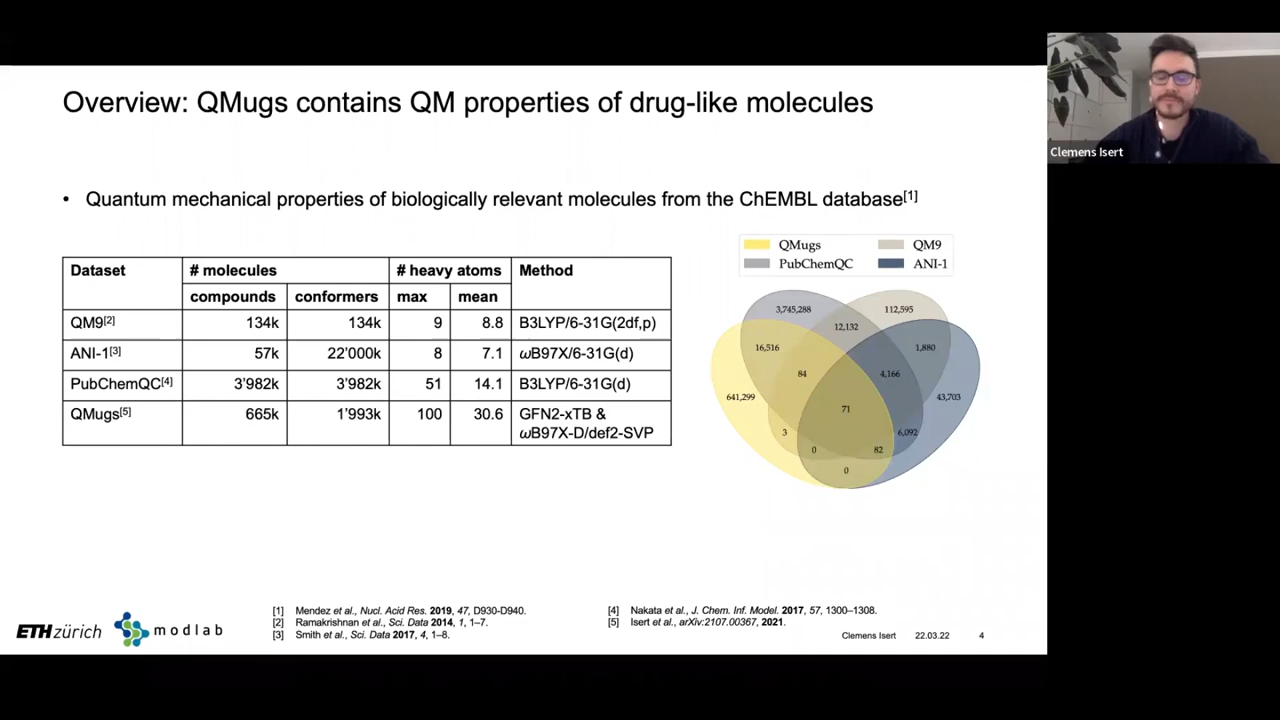 Overview: QMugs contains QM properties of drug-like molecules
Clemens Isert
• Quantum mechanical properties of biologically relevant molecules from the ChEMBL database[1]
Dataset # molecules # heavy atoms Method
compounds conformers max mean
QM9[2] 134k 134k 9 8.8 B3LYP/6-31G(2df,p)
ANI-1[3] 57k 22'000k 8 7.1 ωB97X/6-31G(d)
PubChemQC[4] 3'982k 3'982k 51 14.1 B3LYP/6-31G(d)
QMugs[5] 665k 1'993k 100 30.6 GFN2-xTB &
ωB97X-D/def2-SVP
QMugs QM9
PubChemQC ANI-1
3,745,288 112,595
12,132
16,516 1,880
84 4,166
641,299 43,703
71
3 6,092
0 82
0
[1] Mendez et al., Nucl. Acid Res. 2019, 47, D930-D940.
[2] Ramakrishnan et al., Sci. Data 2014, 1, 1–7.
[3] Smith et al., Sci. Data 2017, 4, 1–8.
[4] Nakata et al., J. Chem. Inf. Model. 2017, 57, 1300–1308.
[5] Isert et al., arXiv:2107.00367, 2021.
ETH zürich modlab
Clemens Isert 22.03.22 4